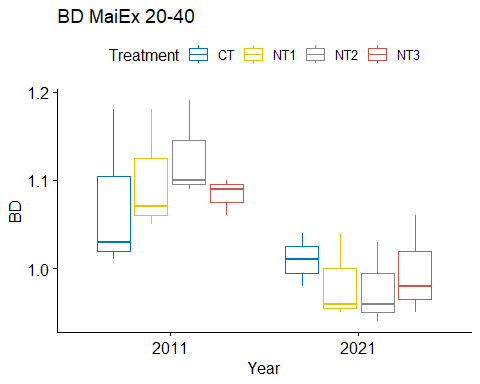 BD MaiEx 20-40
Treatment CT NT1 NT2 NT3
1.2
1.1
1.0
BD
2011 2021
Year